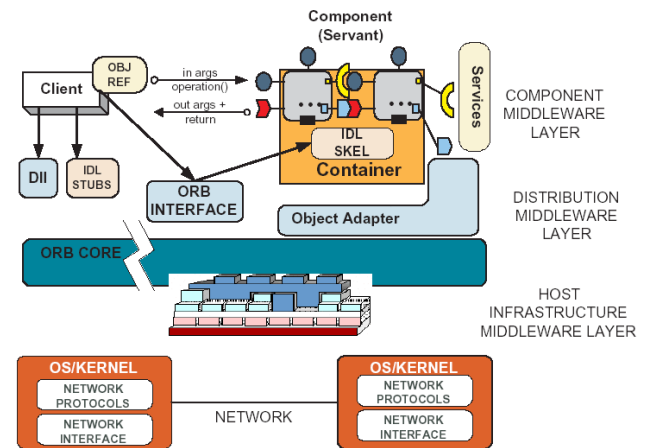 Component
(Servant)
OBJ
REF
in args
operation()
out args +
return
Client
Services
COMPONENT
MIDDLEWARE
LAYER
DII
IDL
STUBS
IDL
SKEL
Container
ORB
INTERFACE
Object Adapter
DISTRIBUTION
MIDDLEWARE
LAYER
ORB CORE
HOST
INFRASTRUCTURE
MIDDLEWARE LAYER
OS/KERNEL
NETWORK
PROTOCOLS
NETWORK
INTERFACE
NETWORK
OS/KERNEL
NETWORK
PROTOCOLS
NETWORK
INTERFACE